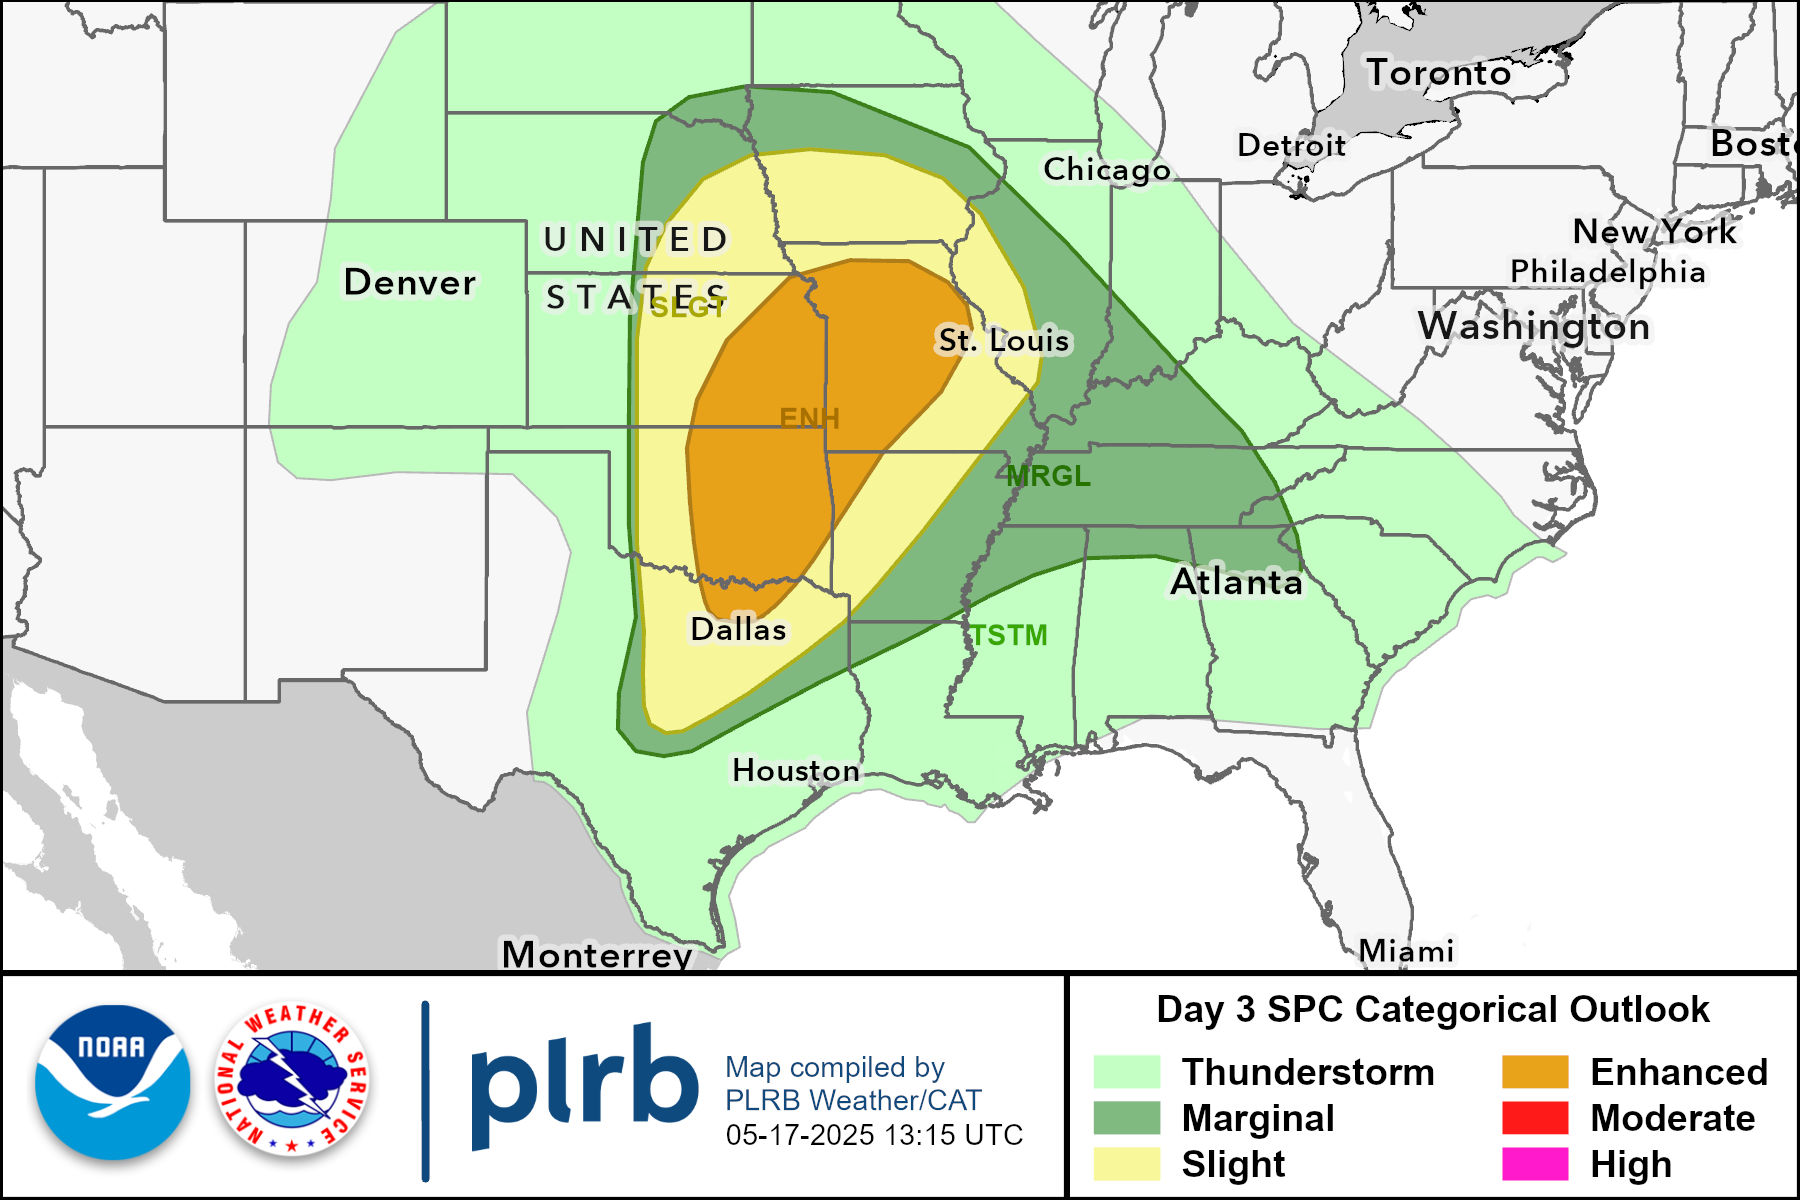 Toronto
Detroit
Bost
Chicago
New York
UNITED
Denver
Philadelphia
STATES
SLGT
Washington
St. Louis
ENH
MRGL
Atlanta
Dallas
TSTM
Houston
Monterrey
Miami
NOAA
NATIONAL WEATHER SERVICE
plrb
Map compiled by
PLRB Weather/CAT
05-17-2025 13:15 UTC
Day 3 SPC Categorical Outlook
Thunderstorm
Enhanced
Marginal
Moderate
Slight
High